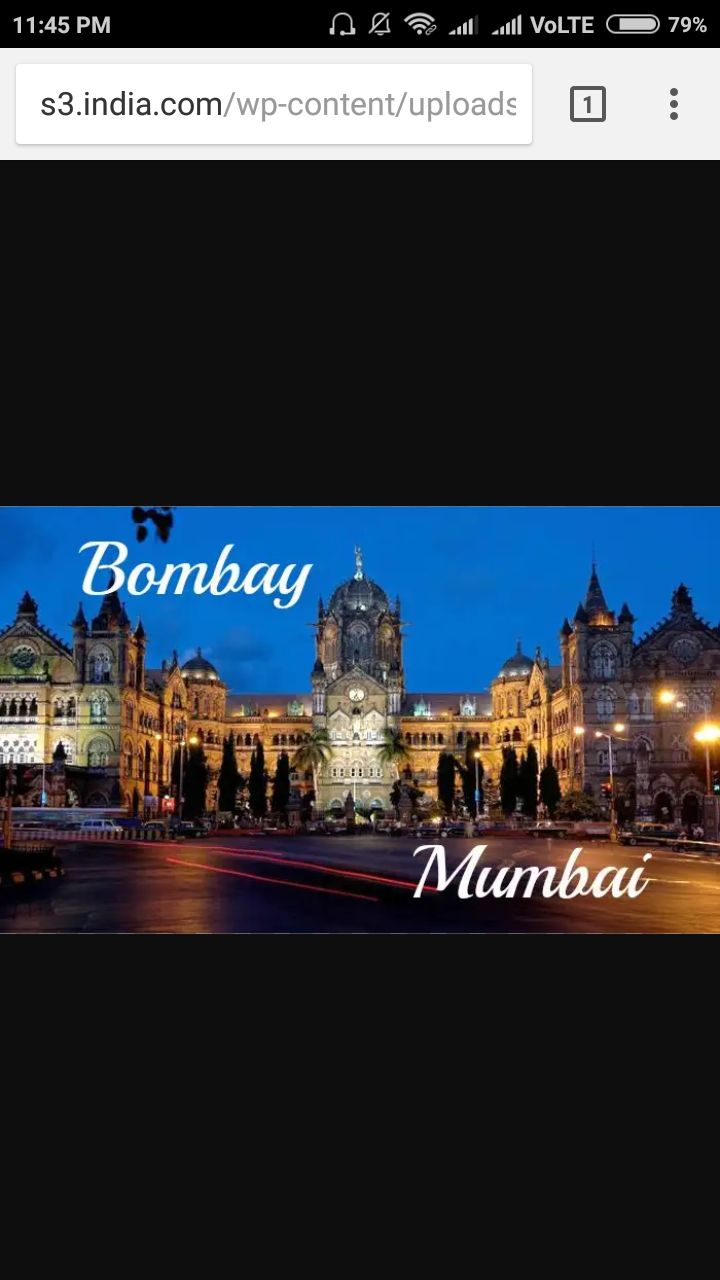 11:45 PM VoLTE 79%
s3.india.com/wp-content/uploads
1
Bombay
Mumbai